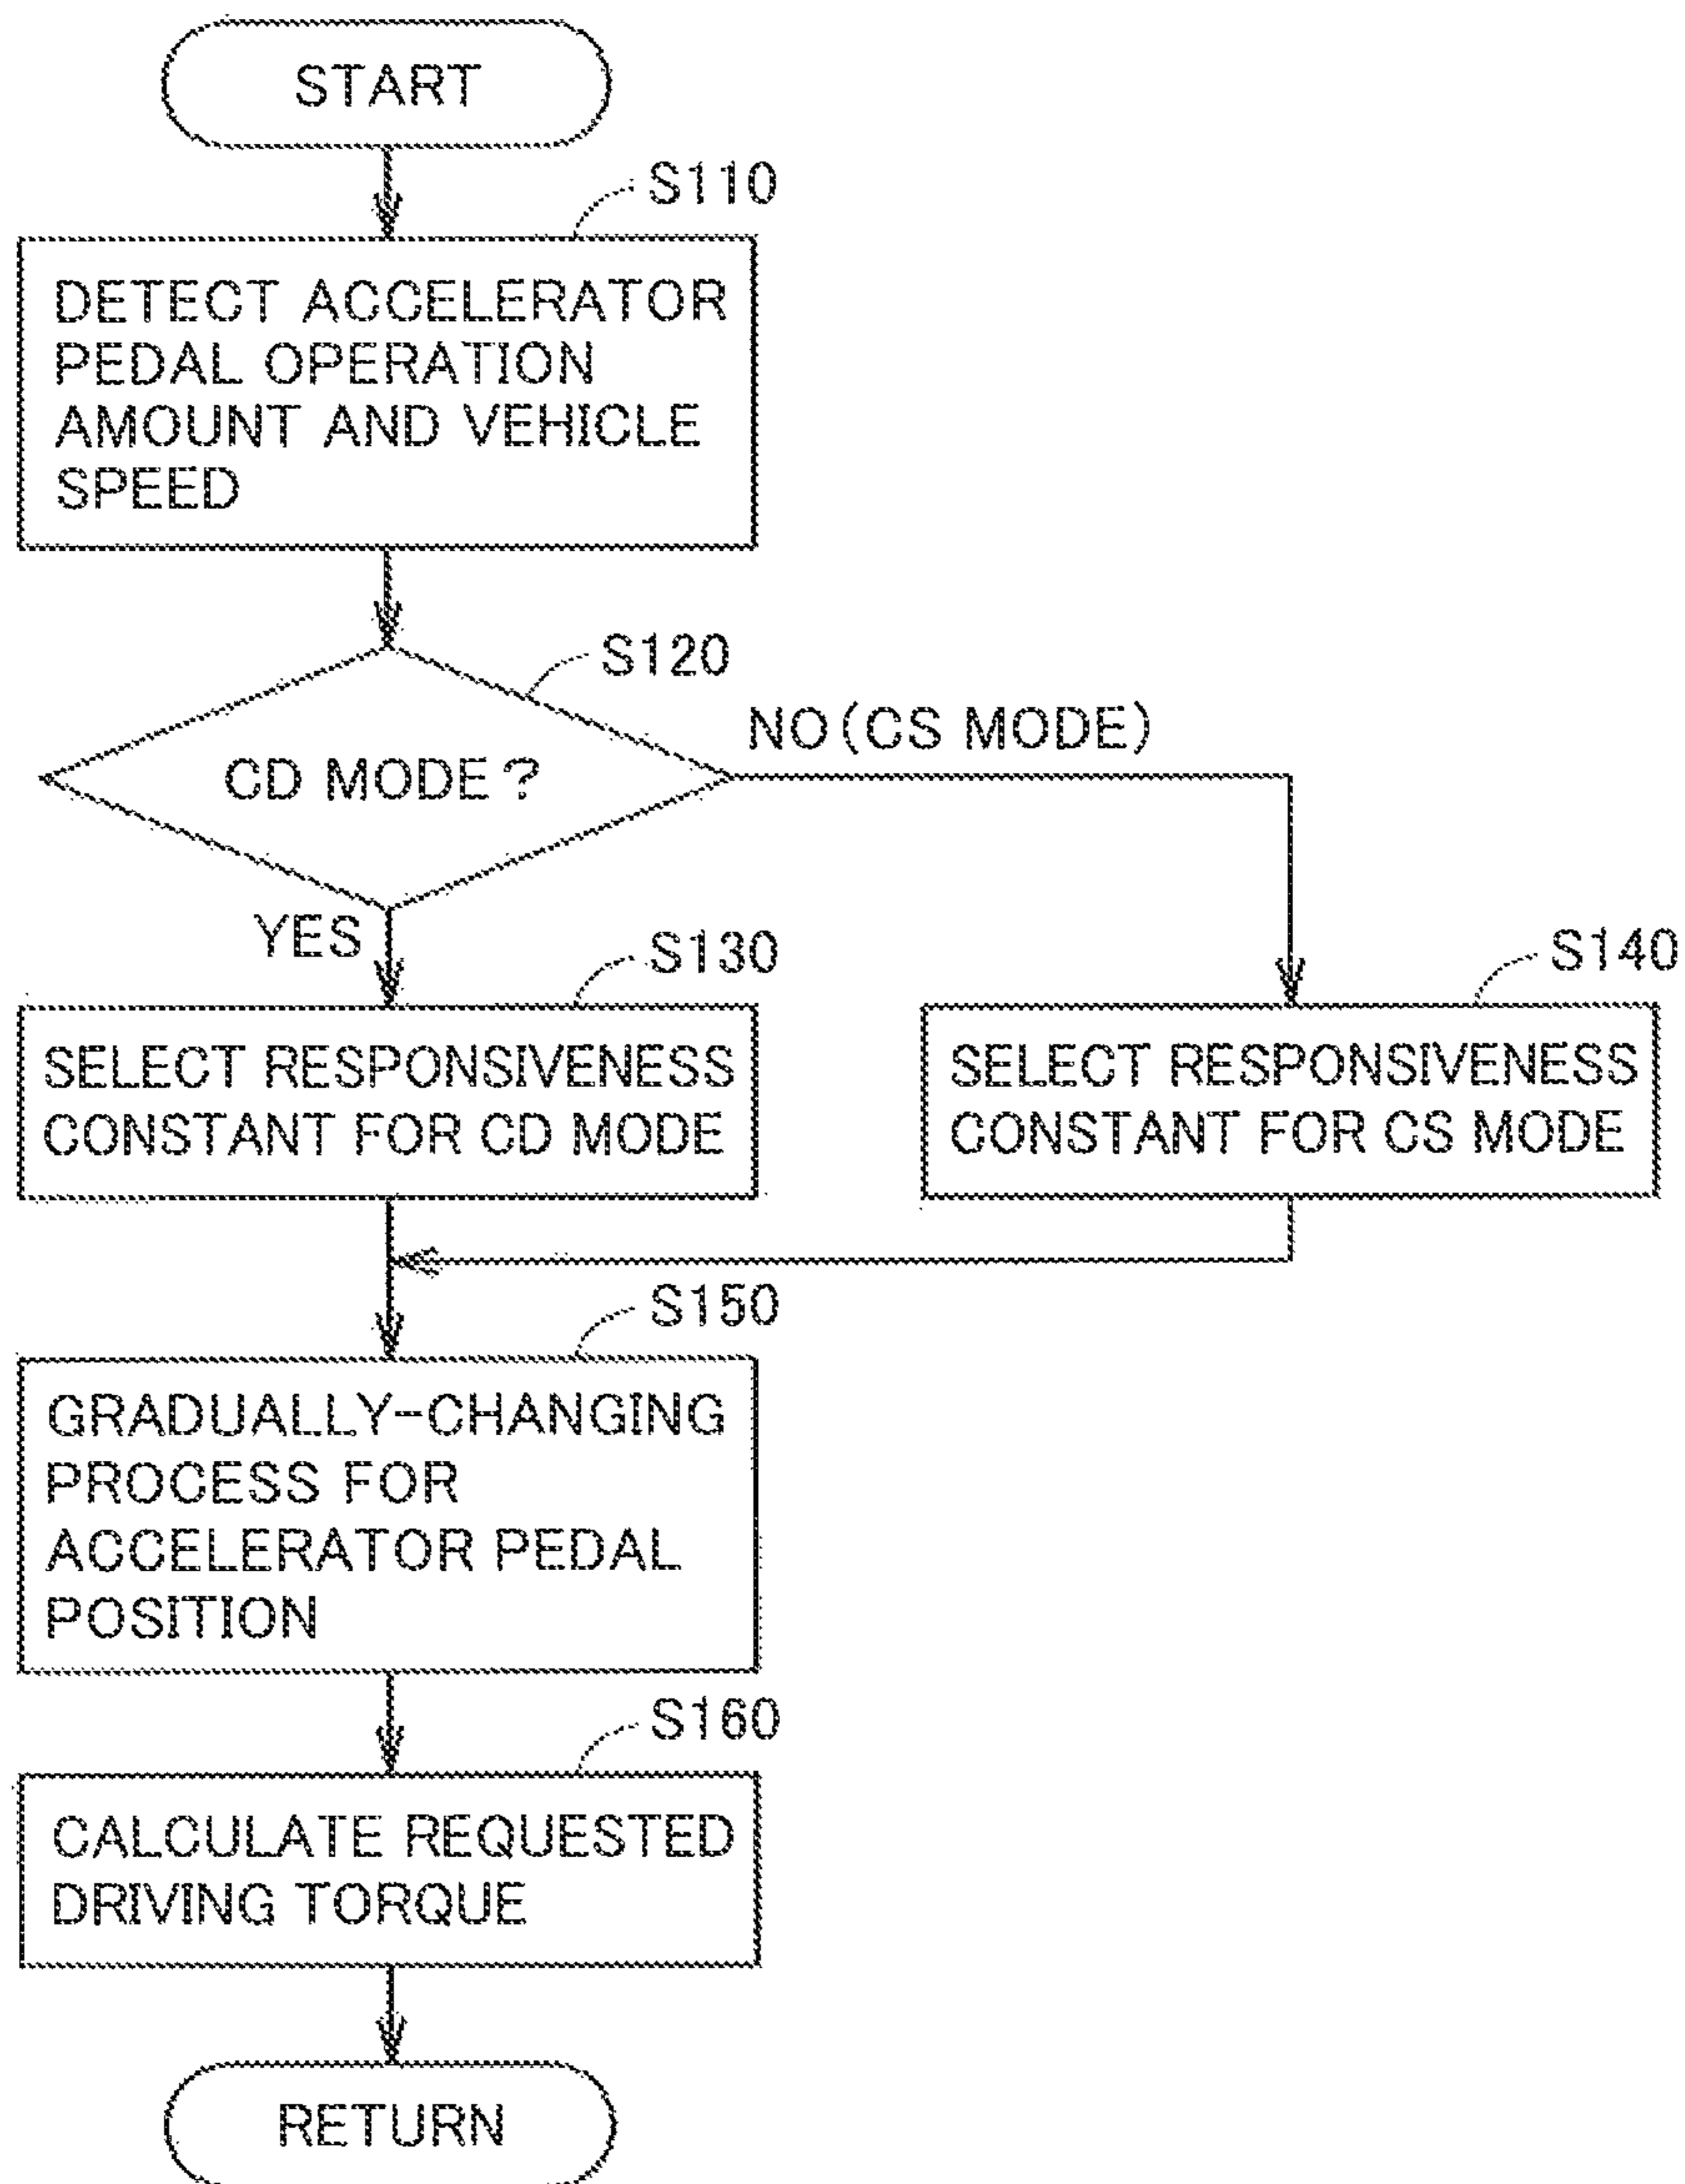 START
S110
DETECT ACCELERATOR
PEDAL OPERATION
AMOUNT AND VEHICLE
SPEED
S120
NO(CS MODE)
CD MODE?
YES
S130
S140
SELECT RESPONSIVENESS
CONSTANT FOR CD MODE
SELECT RESPONSIVENESS
CONSTANT FOR CS MODE
S150
GRADUALLY-CHANGING
PROCESS FOR
ACCELERATOR PEDAL
POSITION
S160
CALCULATE REQUESTED
DRIVING TORQUE
RETURN